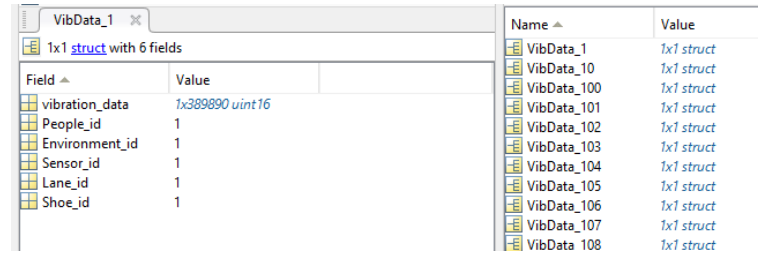 VibData_1
1x1 struct with 6 fields
Field Value
vibration_data 1x389890 uint16
People_id 1
Environment_id 1
Sensor_id 1
Lane_id 1
Shoe_id 1
Name Value
VibData_1 1x1 struct
VibData_10 1x1 struct
VibData_100 1x1 struct
VibData_101 1x1 struct
VibData_102 1x1 struct
VibData_103 1x1 struct
VibData_104 1x1 struct
VibData_105 1x1 struct
VibData_106 1x1 struct
VibData_107 1x1 struct
VibData_108 1x1 struct